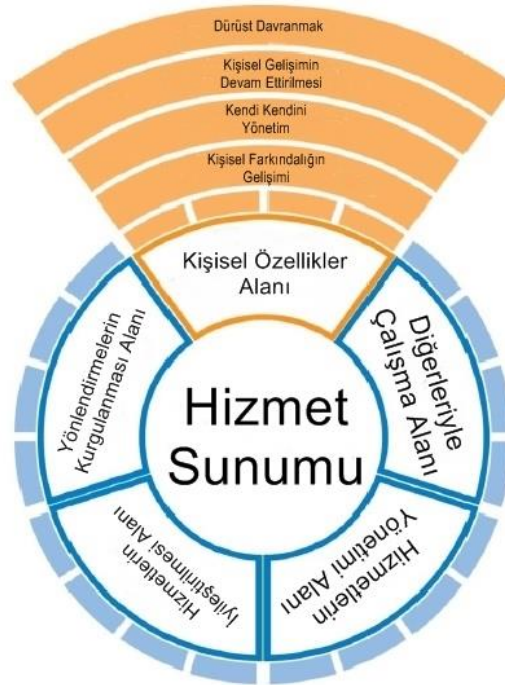 Dürüst Davranmak
Kişisel Gelişimin
Devam Ettirilmesi
Kendi Kendini
Yönetim
Kişisel Farkındalığın
Gelişimi
Kişisel Özellikler
Alanı
Diğerleriyle
Çalışma Alanı
Hizmetlerin
Yönetimi Alanı
Hizmetlerin
İyileştirilmesi Alanı
Yönlendirmelerin
Kurgulanması Alanı
Hizmet
Sunumu